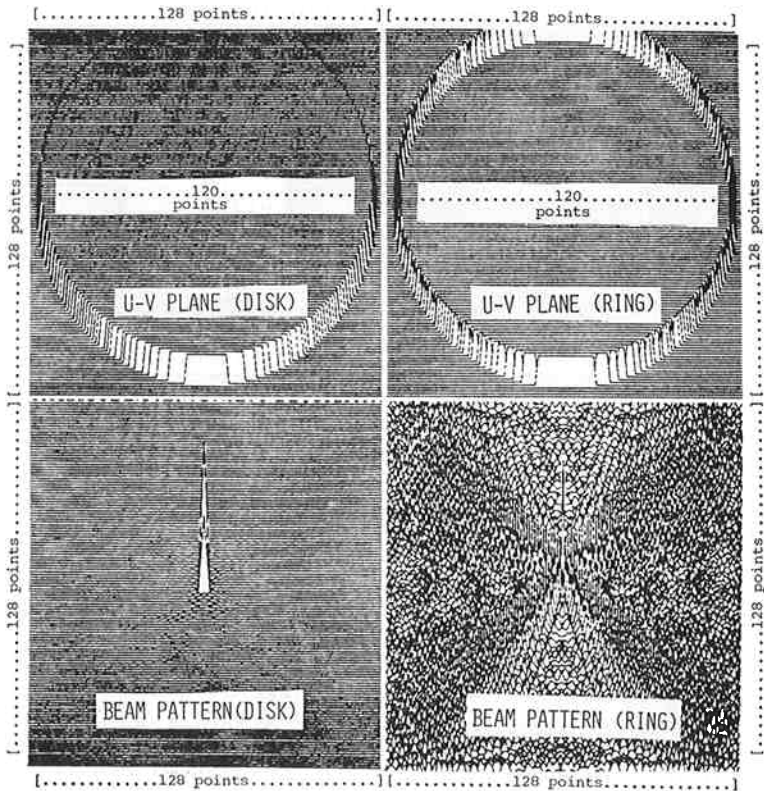 [...........128 points...........]
[...........128 points...........]
[...........128 points...........]
[...........128 points...........]
...............120...............
points
...............120...............
points
U-V PLANE (DISK)
U-V PLANE (RING)
[...........128 points...........]
[...........128 points...........]
BEAM PATTERN(DISK)
BEAM PATTERN (RING)
[...........128 points...........]
[...........128 points...........]